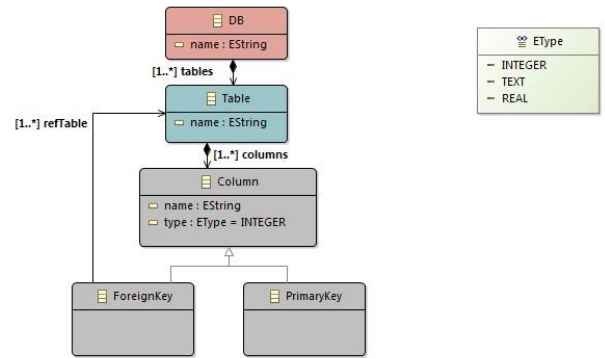 DB
name : EString
[1..*] tables
Table
name : EString
[1..*] refTable
[1..*] columns
Column
name : EString
type : EType = INTEGER
ForeignKey
PrimaryKey
EType
INTEGER
TEXT
REAL